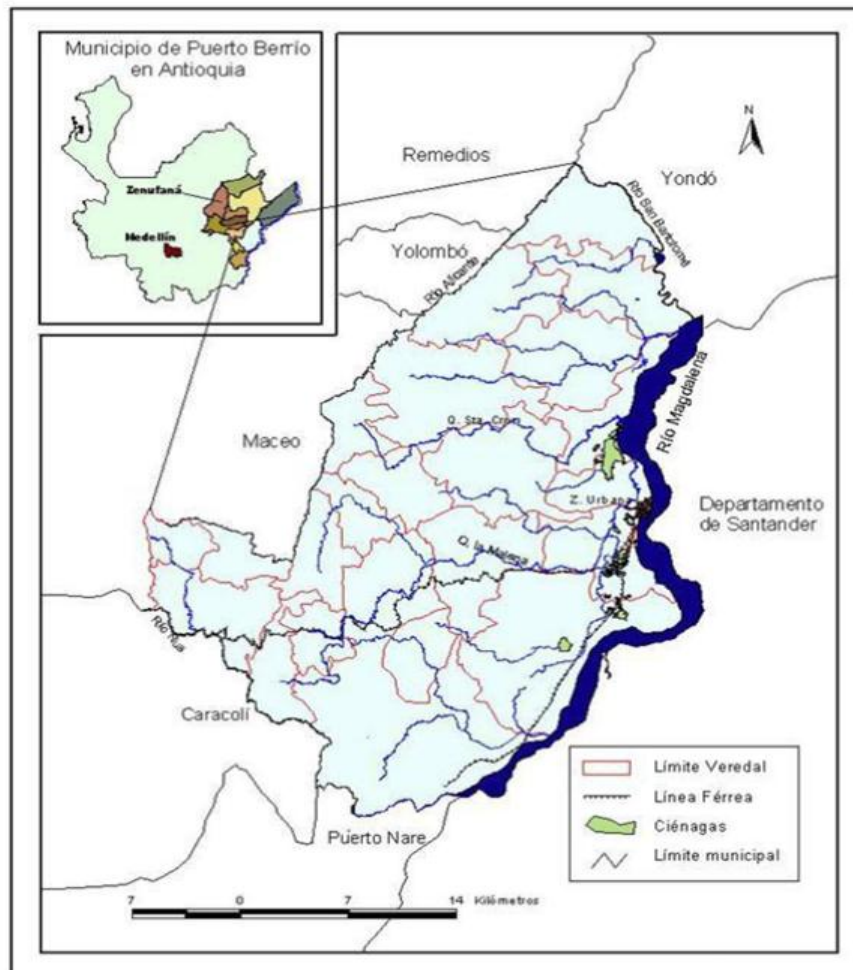 Municipio de Puerto Berrío
en Antioquia
Zenufaná
Medellín
N
Remedios
Yondó
Río San Bartolomé
Yolombó
Río Alicante
Río Magdalena
Maceo
Q. Sta. Cruz
Z. Urbana
Departamento
de Santander
Q. la Malena
Río Nus
Caracolí
Puerto Nare
Límite Veredal
Línea Férrea
Ciénagas
Límite municipal
7 0 7 14 Kilómetros